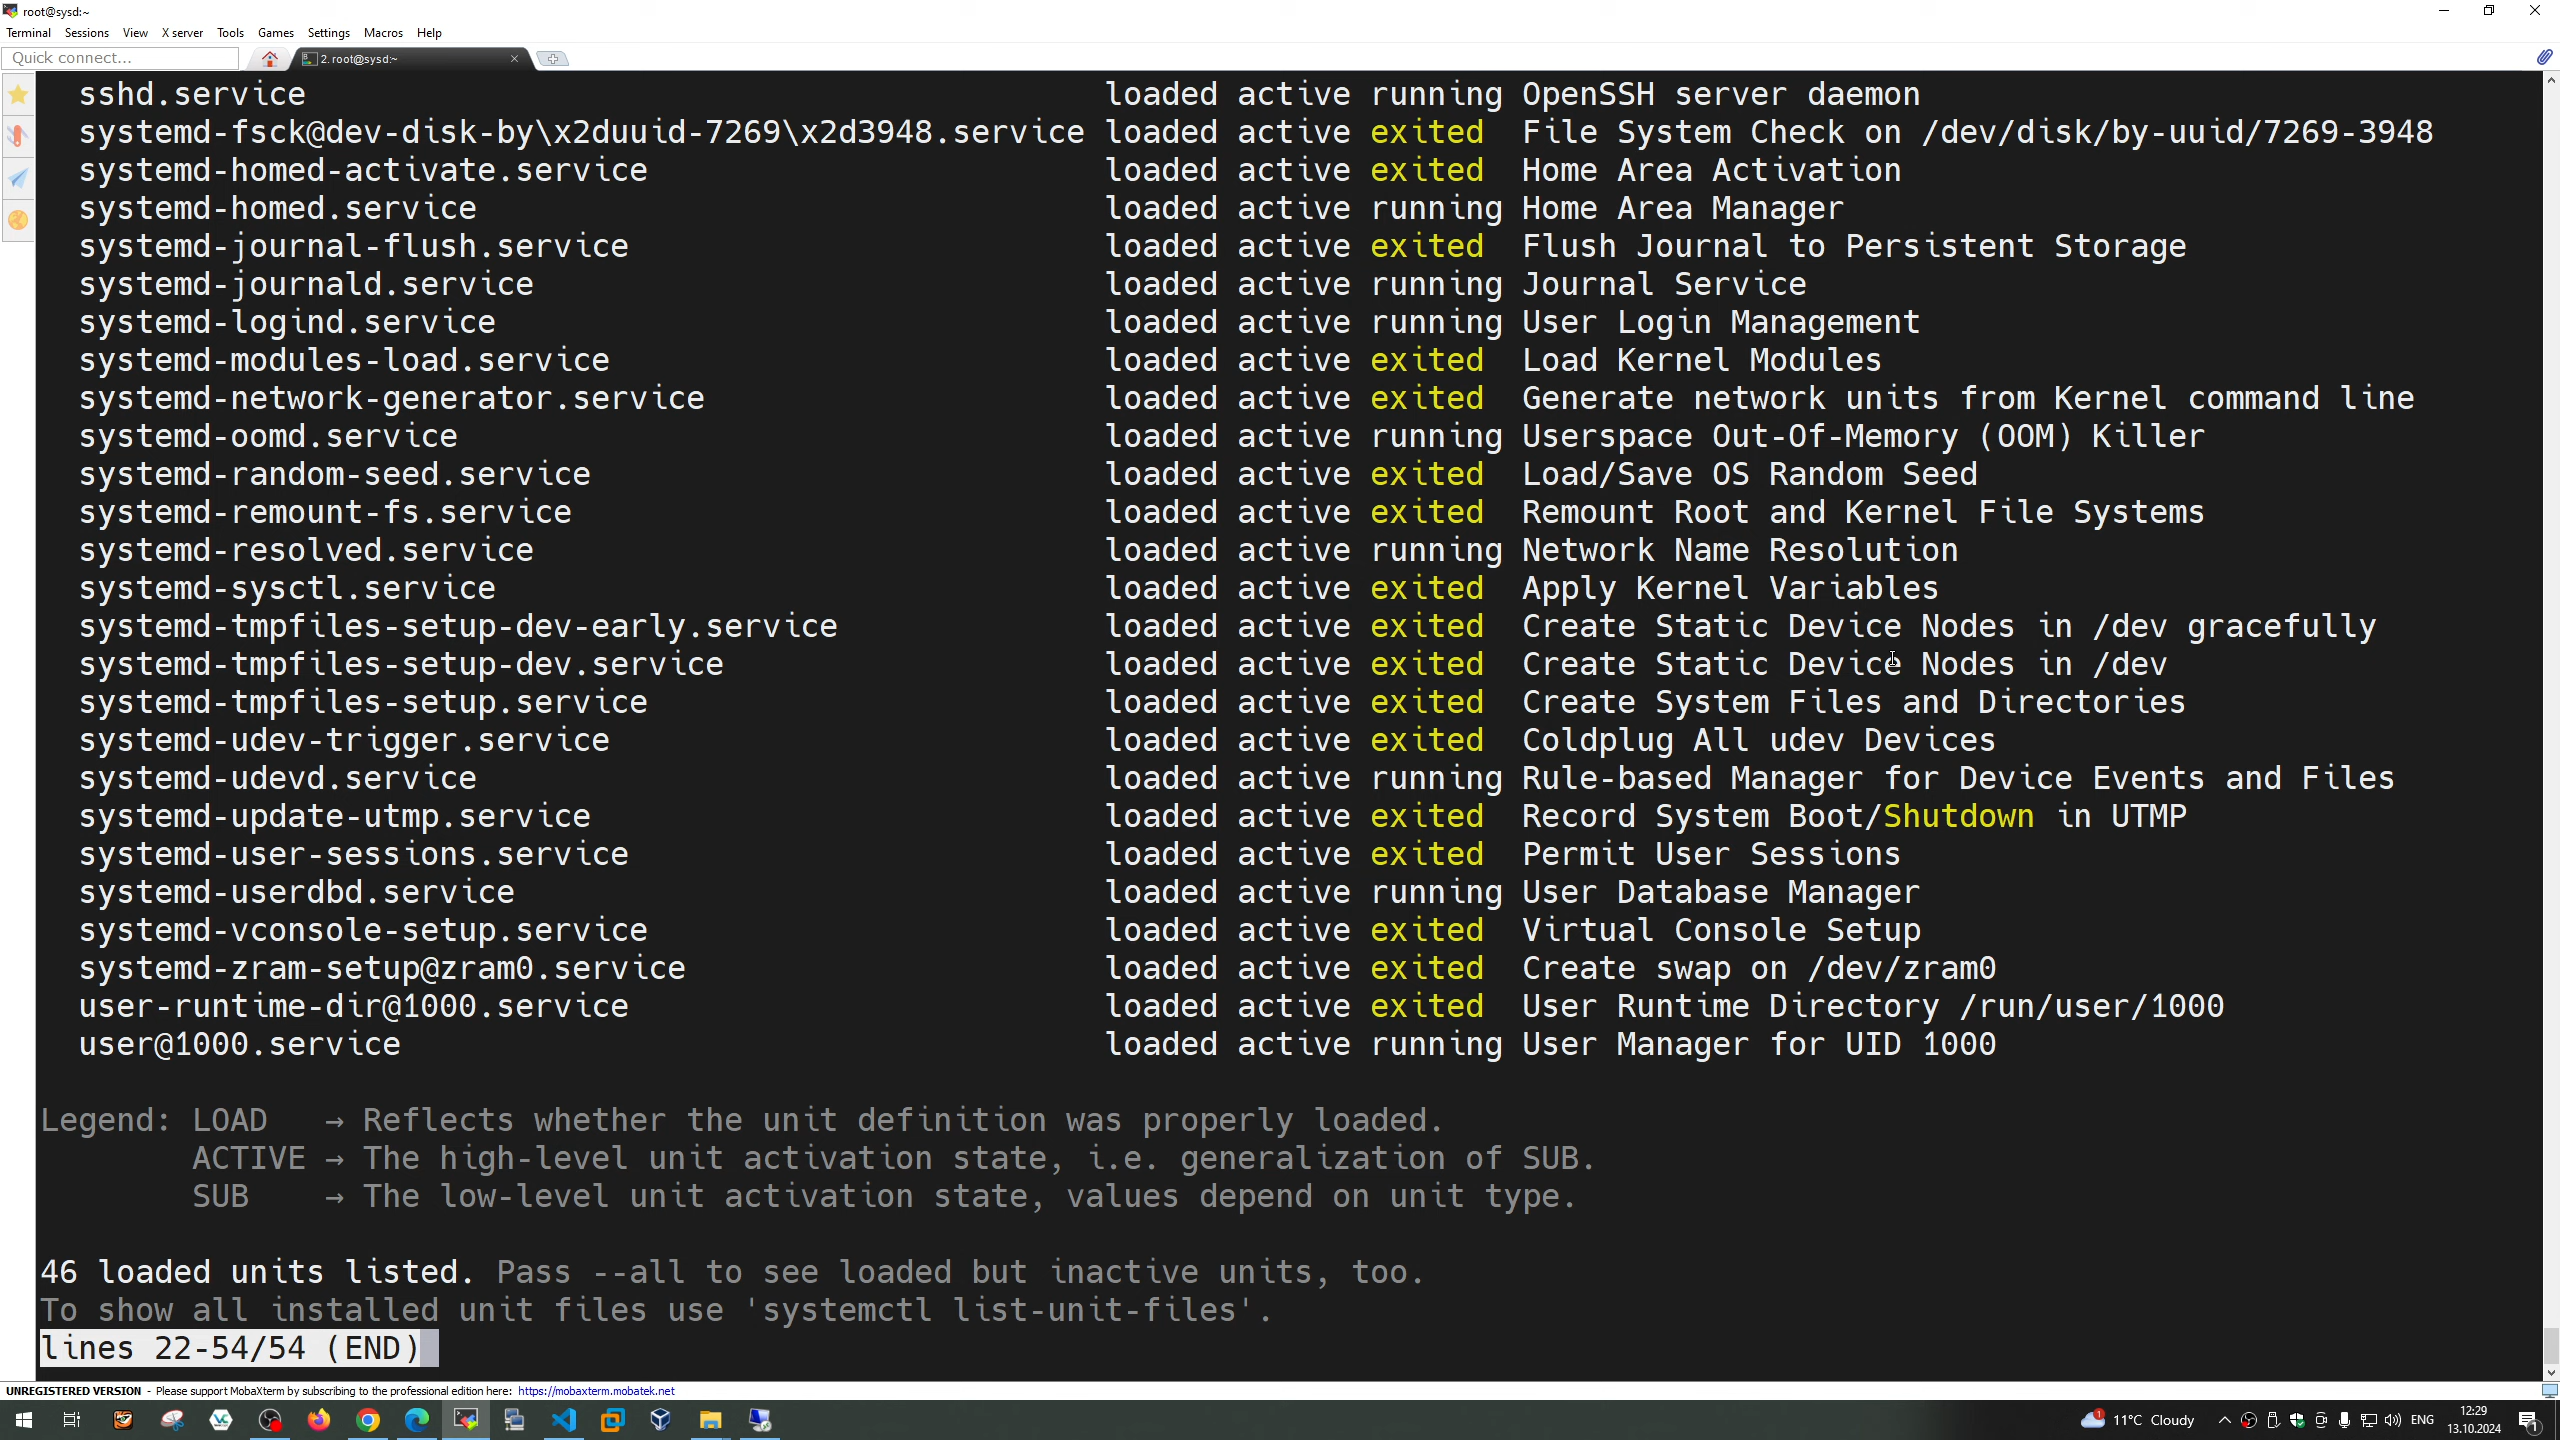 root@sysd:~
Terminal Sessions View X server Tools Games Settings Macros Help
Quick connect... 2. root@sysd:~
sshd.service loaded active running OpenSSH server daemon
systemd-fsck@dev-disk-by\x2duuid-7269\x2d3948.service loaded active exited File System Check on /dev/disk/by-uuid/7269-3948
systemd-homed-activate.service loaded active exited Home Area Activation
systemd-homed.service loaded active running Home Area Manager
systemd-journal-flush.service loaded active exited Flush Journal to Persistent Storage
systemd-journald.service loaded active running Journal Service
systemd-logind.service loaded active running User Login Management
systemd-modules-load.service loaded active exited Load Kernel Modules
systemd-network-generator.service loaded active exited Generate network units from Kernel command line
systemd-oomd.service loaded active running Userspace Out-Of-Memory (OOM) Killer
systemd-random-seed.service loaded active exited Load/Save OS Random Seed
systemd-remount-fs.service loaded active exited Remount Root and Kernel File Systems
systemd-resolved.service loaded active running Network Name Resolution
systemd-sysctl.service loaded active exited Apply Kernel Variables
systemd-tmpfiles-setup-dev-early.service loaded active exited Create Static Device Nodes in /dev gracefully
systemd-tmpfiles-setup-dev.service loaded active exited Create Static Device Nodes in /dev
systemd-tmpfiles-setup.service loaded active exited Create System Files and Directories
systemd-udev-trigger.service loaded active exited Coldplug All udev Devices
systemd-udevd.service loaded active running Rule-based Manager for Device Events and Files
systemd-update-utmp.service loaded active exited Record System Boot/Shutdown in UTMP
systemd-user-sessions.service loaded active exited Permit User Sessions
systemd-userdbd.service loaded active running User Database Manager
systemd-vconsole-setup.service loaded active exited Virtual Console Setup
systemd-zram-setup@zram0.service loaded active exited Create swap on /dev/zram0
user-runtime-dir@1000.service loaded active exited User Runtime Directory /run/user/1000
user@1000.service loaded active running User Manager for UID 1000
Legend: LOAD → Reflects whether the unit definition was properly loaded.
ACTIVE → The high-level unit activation state, i.e. generalization of SUB.
SUB → The low-level unit activation state, values depend on unit type.
46 loaded units listed. Pass --all to see loaded but inactive units, too.
To show all installed unit files use 'systemctl list-unit-files'.
lines 22-54/54 (END)
UNREGISTERED VERSION - Please support MobaXterm by subscribing to the professional edition here: https://mobaxterm.mobatek.net
11°C Cloudy ENG 12:29
13.10.2024